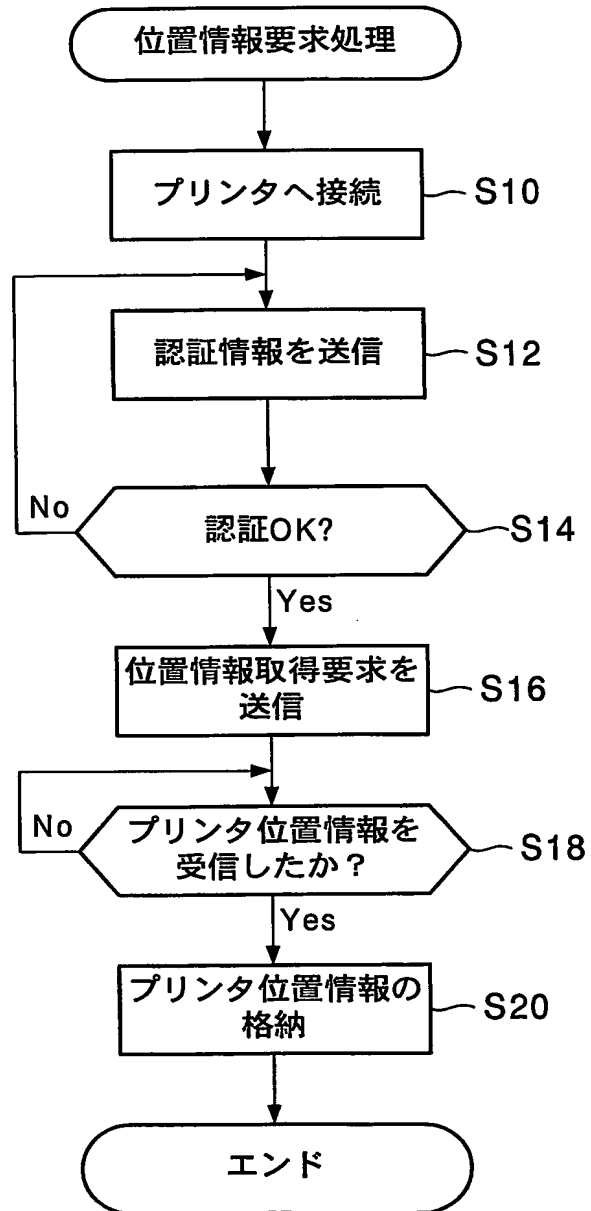 位置情報要求処理
プリンタへ接続
S10
認証情報を送信
S12
No
認証OK?
S14
Yes
位置情報取得要求を
送信
S16
No
プリンタ位置情報を
受信したか？
S18
Yes
プリンタ位置情報の
格納
S20
エンド